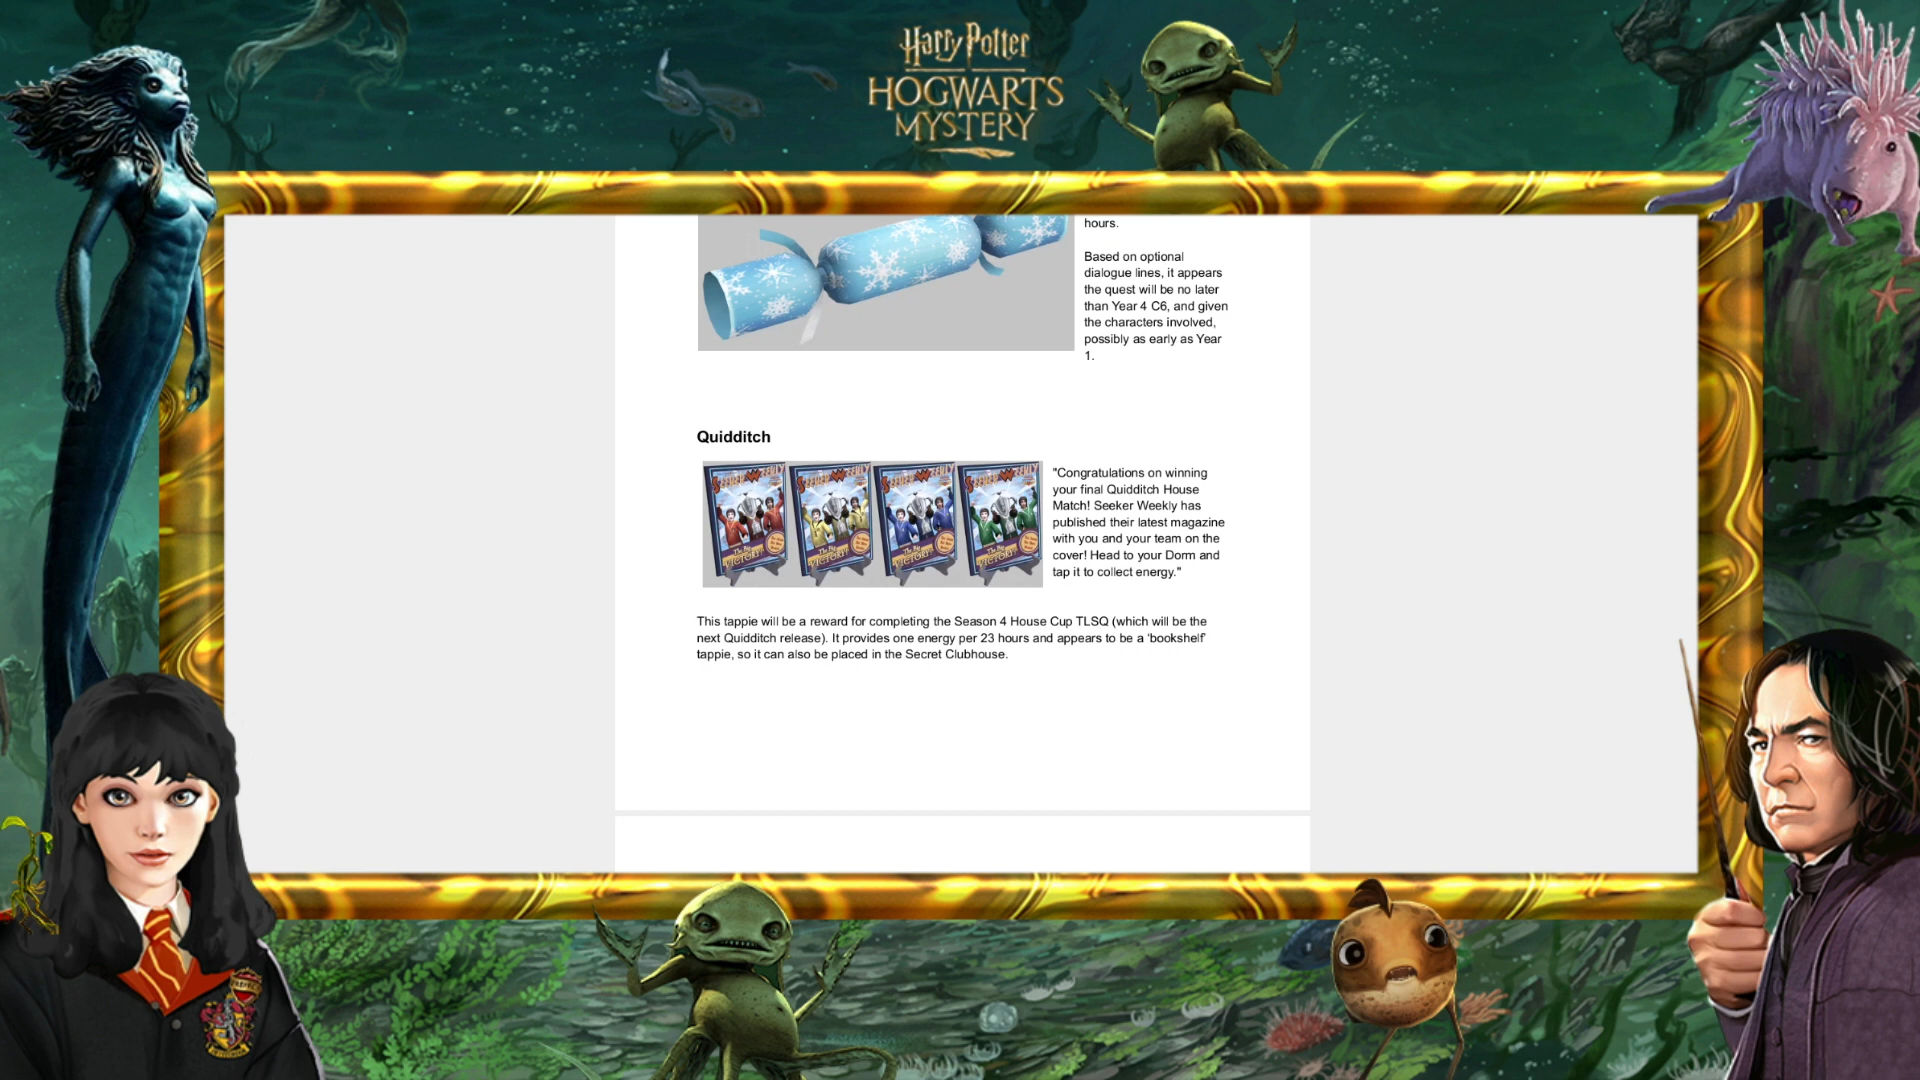 Harry Potter
HOGWARTS
MYSTERY
hours.
Based on optional
dialogue lines, it appears
the quest will be no later
than Year 4 C6, and given
the characters involved,
possibly as early as Year
1.
Quidditch
"Congratulations on winning
your final Quidditch House
Match! Seeker Weekly has
published their latest magazine
with you and your team on the
cover! Head to your Dorm and
tap it to collect energy."
This tappie will be a reward for completing the Season 4 House Cup TLSQ (which will be the
next Quidditch release). It provides one energy per 23 hours and appears to be a 'bookshelf'
tappie, so it can also be placed in the Secret Clubhouse.